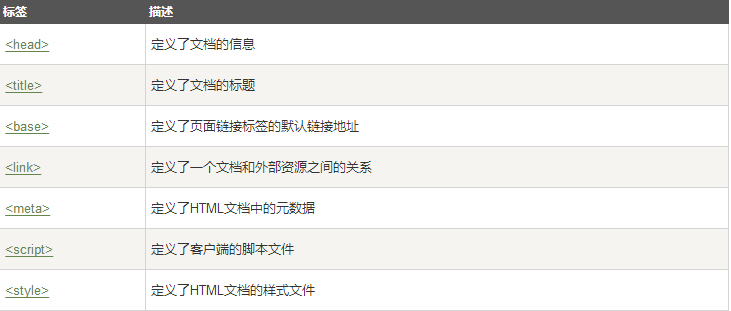 标签 描述
<head> 定义了文档的信息
<title> 定义了文档的标题
<base> 定义了页面链接标签的默认链接地址
<link> 定义了一个文档和外部资源之间的关系
<meta> 定义了HTML文档中的元数据
<script> 定义了客户端的脚本文件
<style> 定义了HTML文档的样式文件